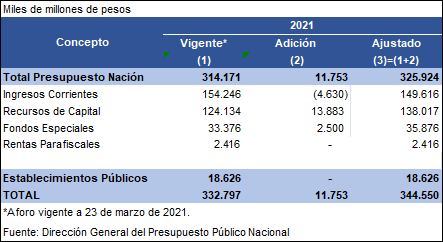 Miles de millones de pesos
2021
Concepto Vigente* Adición Ajustado
(1) (2) (3)=(1+2)
Total Presupuesto Nación 314.171 11.753 325.924
Ingresos Corrientes 154.246 (4.630) 149.616
Recursos de Capital 124.134 13.883 138.017
Fondos Especiales 33.376 2.500 35.876
Rentas Parafiscales 2.416 - 2.416
Establecimientos Públicos 18.626 - 18.626
TOTAL 332.797 11.753 344.550
*Aforo vigente a 23 de marzo de 2021.
Fuente: Dirección General del Presupuesto Público Nacional